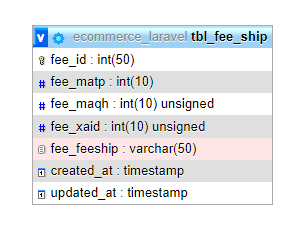 v ecommerce_laravel tbl_fee_ship
fee_id : int(50)
# fee_matp : int(10)
# fee_maqh : int(10) unsigned
# fee_xaid : int(10) unsigned
fee_feeship : varchar(50)
created_at : timestamp
updated_at : timestamp